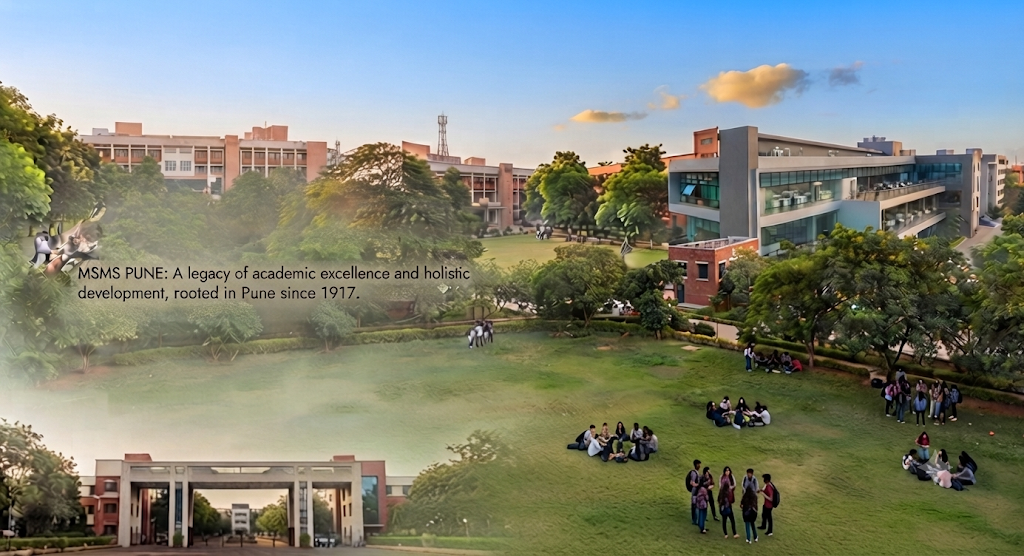 MSMS PUNE: A legacy of academic excellence and holistic
development, rooted in Pune since 1917.